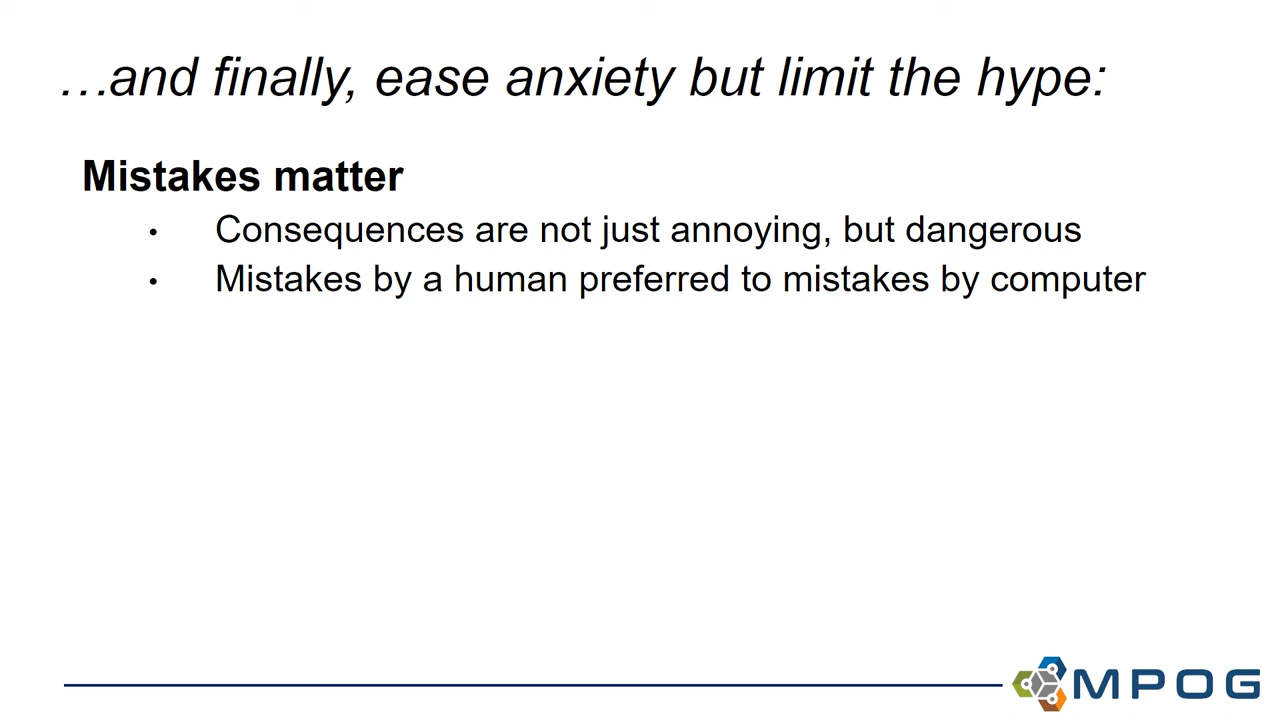 …and finally, ease anxiety but limit the hype:
Mistakes matter
• Consequences are not just annoying, but dangerous
• Mistakes by a human preferred to mistakes by computer
MPOG